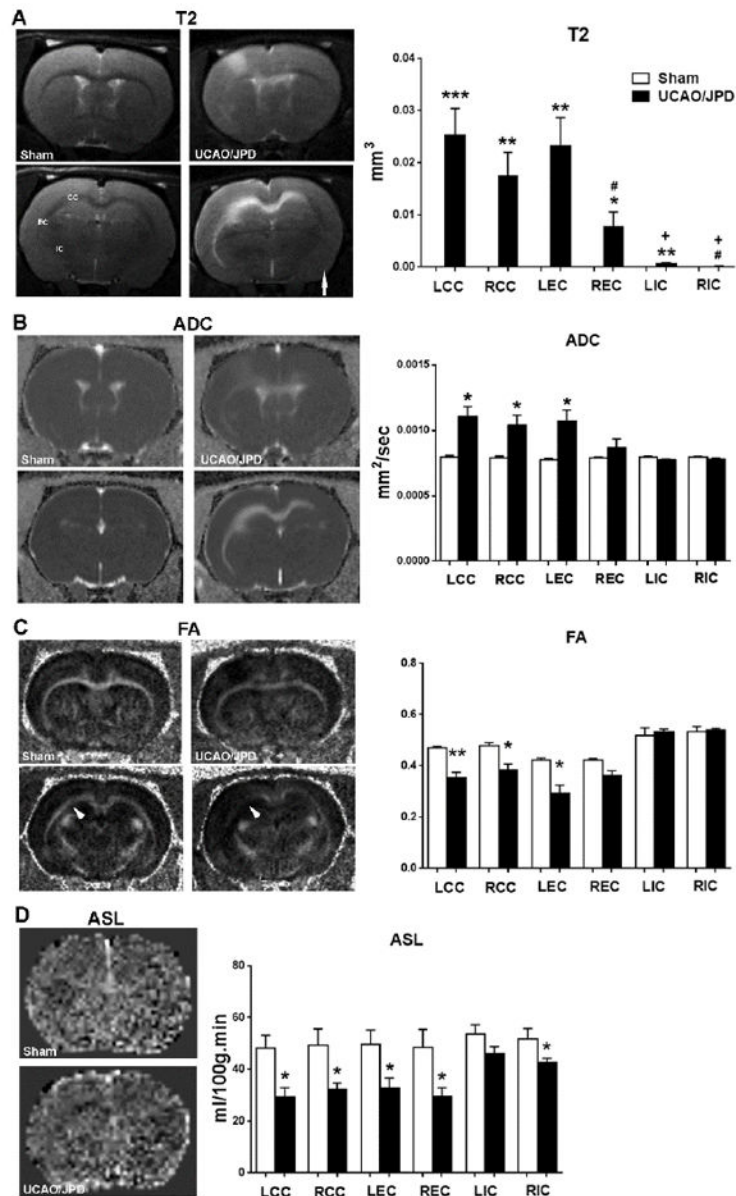 A
T2
Sham
UCAO/JPD
CC
EC
IC
T2
Sham
UCAO/JPD
mm³
0.04
0.03
0.02
0.01
0.00
*** ** ** # * + ** + #
LCC RCC LEC REC LIC RIC
B
ADC
Sham
UCAO/JPD
ADC
mm²/sec
0.0015
0.0010
0.0005
0.0000
* * *
LCC RCC LEC REC LIC RIC
C
FA
Sham
UCAO/JPD
FA
0.6
0.4
0.2
0.0
** * *
LCC RCC LEC REC LIC RIC
D
ASL
Sham
UCAO/JPD
ASL
ml/100g.min
80
60
40
20
0
* * * * *
LCC RCC LEC REC LIC RIC